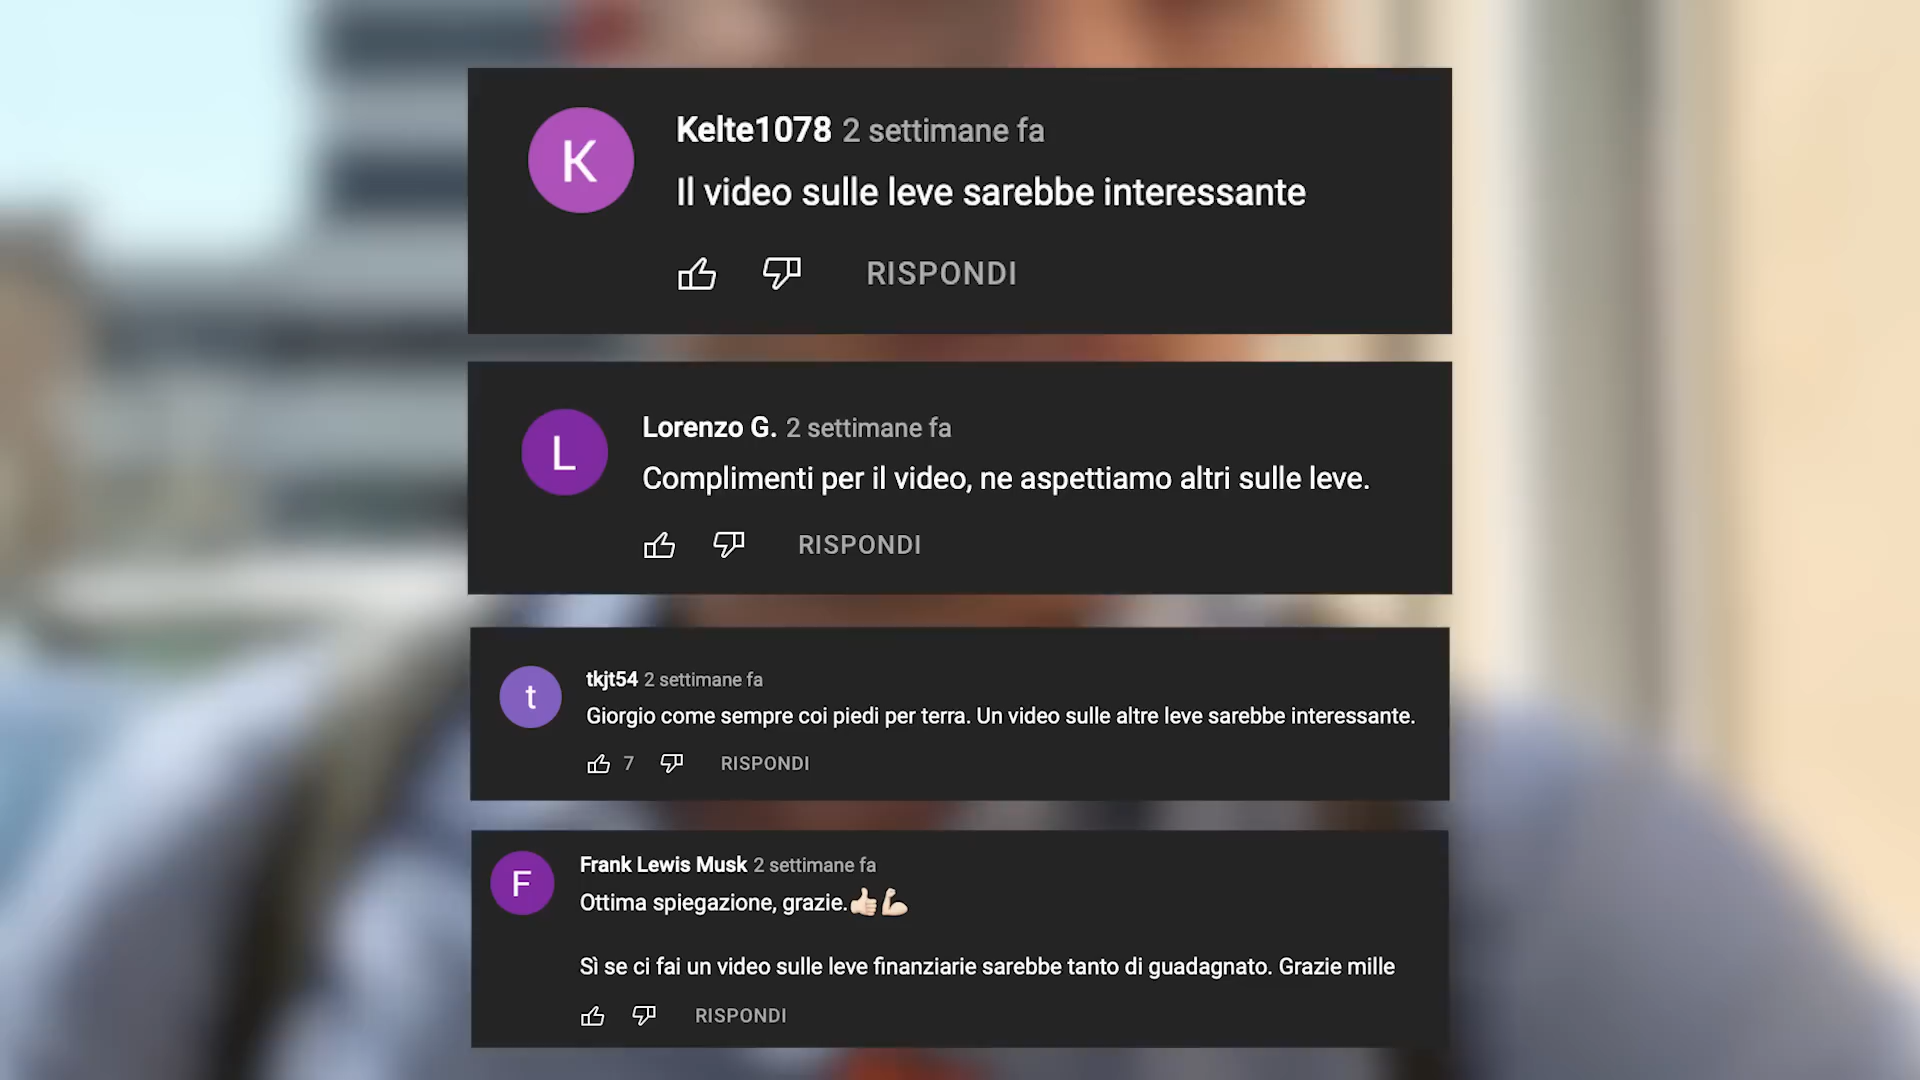 K
Kelte1078 2 settimane fa
Il video sulle leve sarebbe interessante
RISPONDI
L
Lorenzo G. 2 settimane fa
Complimenti per il video, ne aspettiamo altri sulle leve.
RISPONDI
t
tkjt54 2 settimane fa
Giorgio come sempre coi piedi per terra. Un video sulle altre leve sarebbe interessante.
7 RISPONDI
F
Frank Lewis Musk 2 settimane fa
Ottima spiegazione, grazie.👍🏻💪🏻
Sì se ci fai un video sulle leve finanziarie sarebbe tanto di guadagnato. Grazie mille
RISPONDI